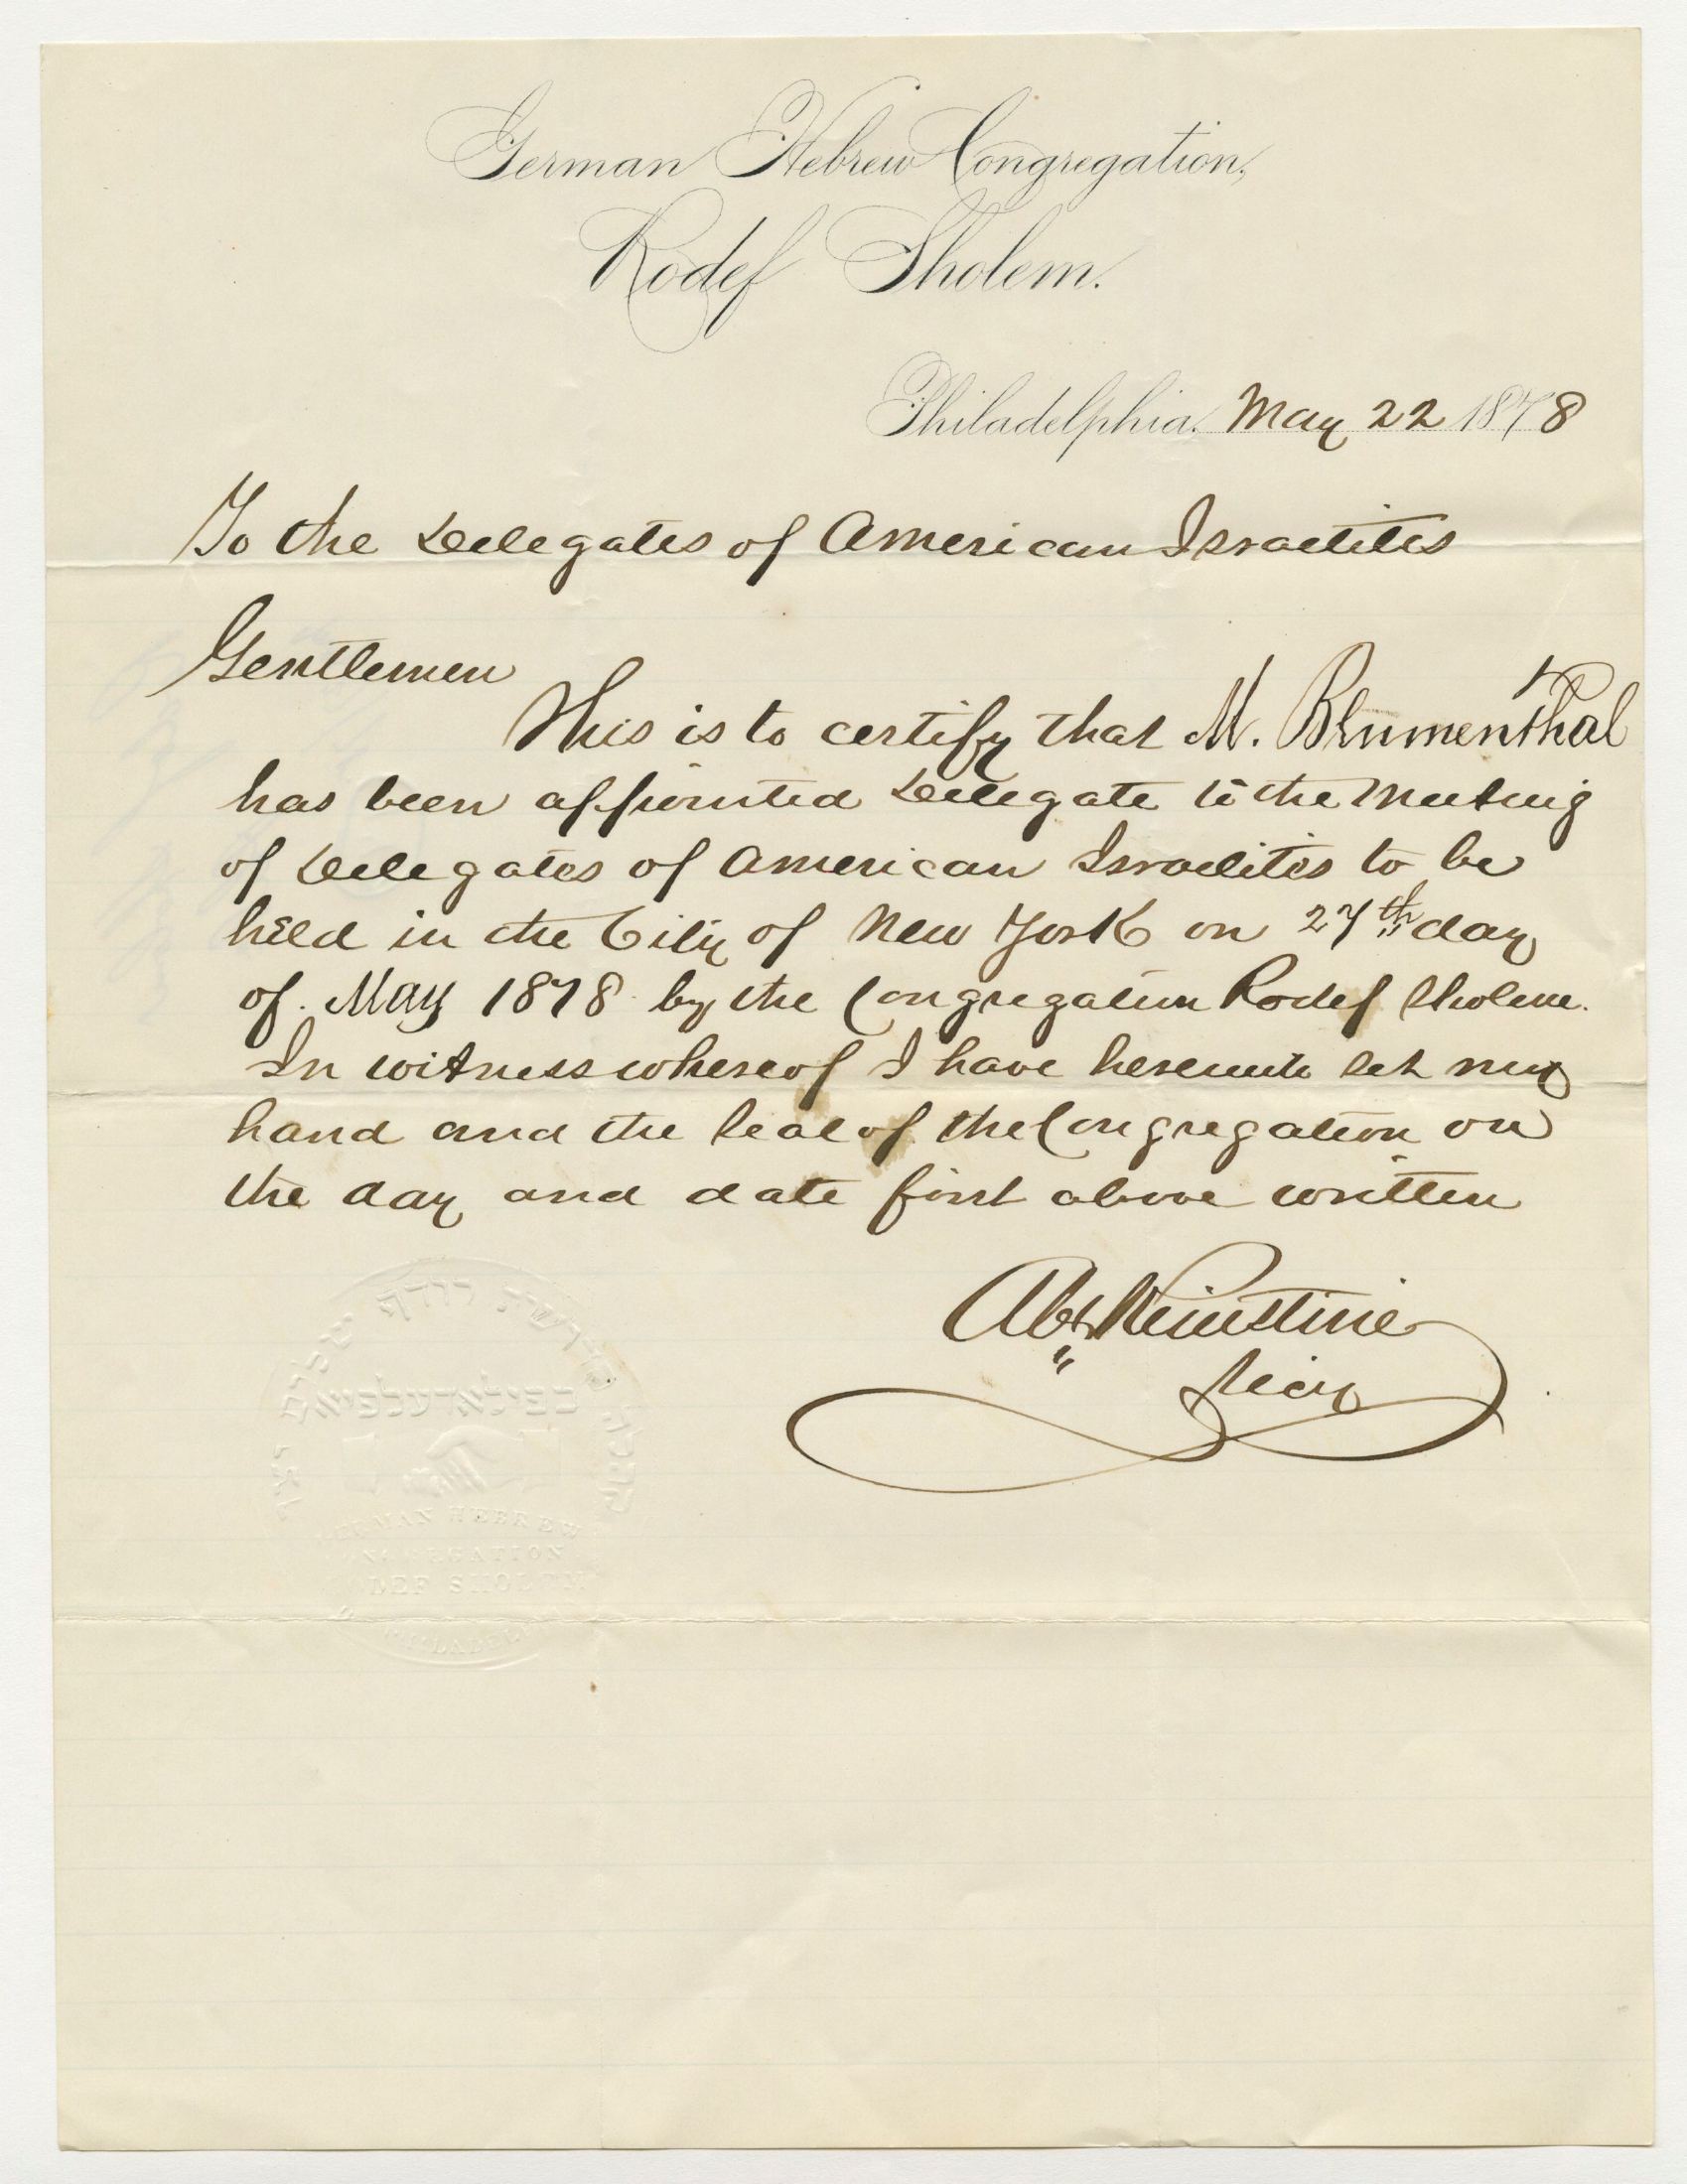 German Hebrew Congregation,
Rodef Sholem.
Philadelphia. May 22 1878
To the Delegates of American Israelites
Gentlemen
This is to certify that M. Blumenthal
has been appointed Delegate to the Meeting
of Delegates of American Israelites to be
held in the City of New York on 27th day
of May 1878 by the Congregation Rodef Sholem.
In witness whereof I have hereunto set my
hand and the seal of the Congregation on
the day and date first above written
Secy
רודף
בפילאדעלפיא
GERMAN HEBREW
SHOLEM